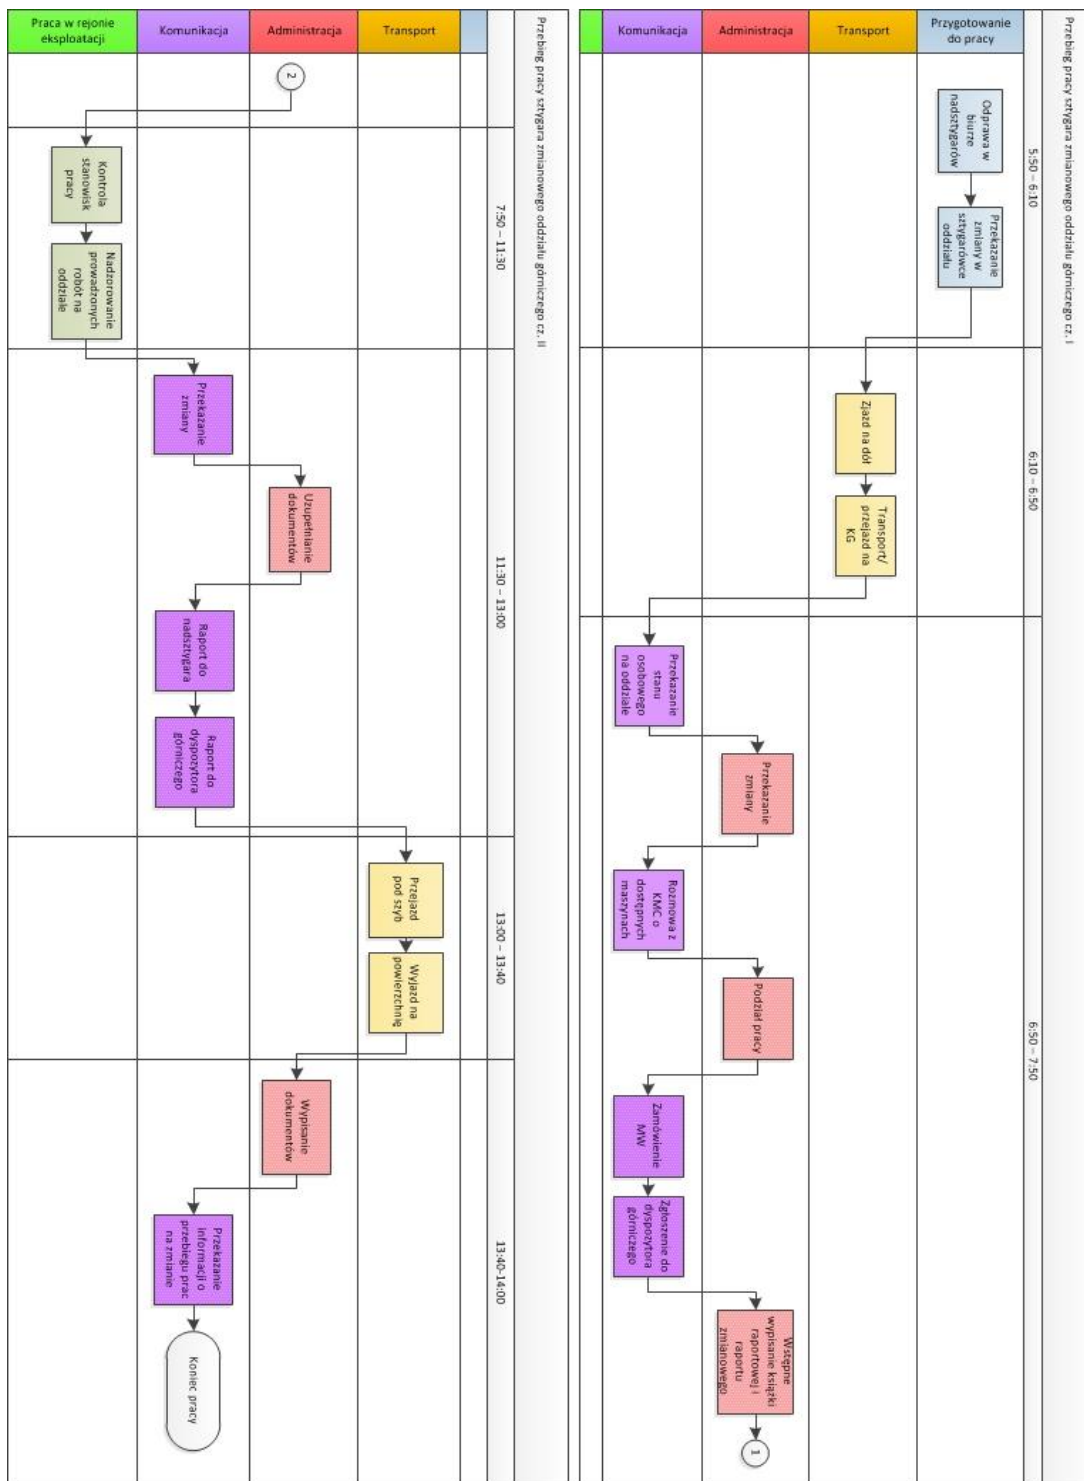 Przebieg pracy sztygara zmianowego oddziału górniczego cz. I
5:50 – 6:10
6:10 – 6:50
6:50 – 7:50
Przygotowanie
do pracy
Odprawa w
biurze
nadsztygarów
Przekazanie
zmiany w
sztygarówce
oddziału
Transport
Zjazd na dół
Transport/
przejazd na
KG
Administracja
Przekazanie
zmiany
Podział pracy
Wstępne
wypisanie książki
raportowej i
raportu
zmianowego
1
Komunikacja
Przekazanie
stanu
osobowego
na oddziale
Rozmowa z
KMC o
dostępnych
maszynach
Zamówienie
MW
Zgłoszenie do
dyspozytora
górniczego
Przebieg pracy sztygara zmianowego oddziału górniczego cz. II
7:50 – 11:30
11:30 – 13:00
13:00 – 13:40
13:40-14:00
Transport
Przejazd
pod szyb
Wyjazd na
powierzchnię
Administracja
2
Uzupełnianie
dokumentów
Wypisanie
dokumentów
Komunikacja
Przekazanie
zmiany
Raport do
nadsztygara
Raport do
dyspozytora
górniczego
Przekazanie
informacji o
przebiegu prac
na zmianie
Koniec pracy
Praca w rejonie
eksploatacji
Kontrola
stanowisk
pracy
Nadzorowanie
prowadzonych
robót na
oddziale